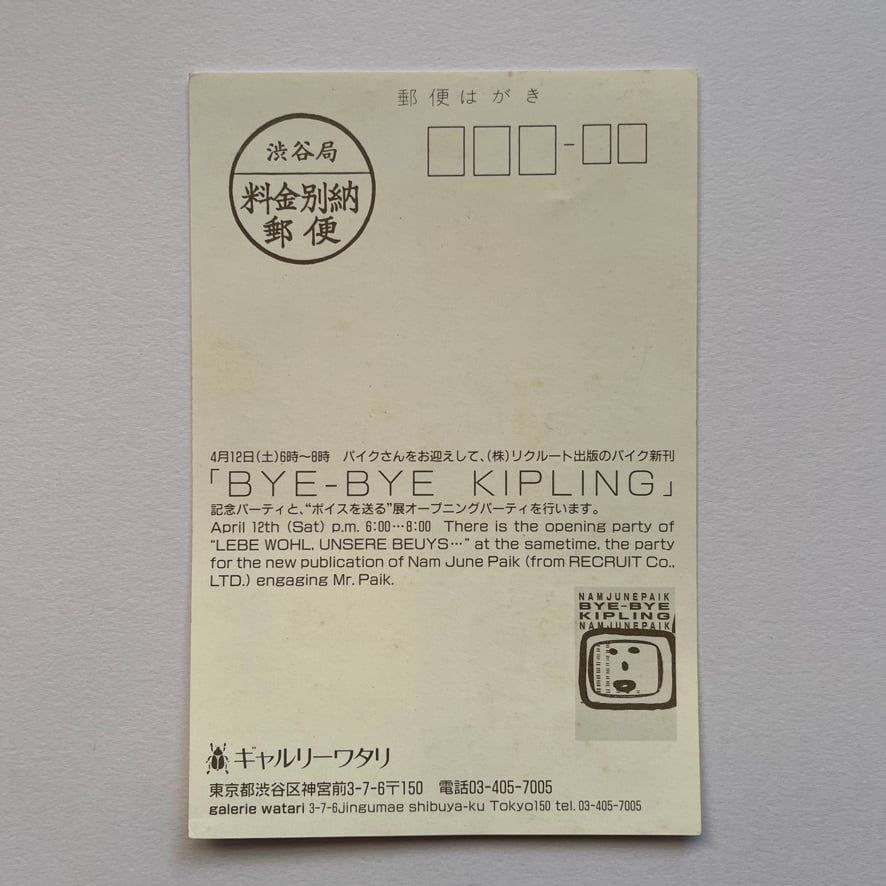 郵便はがき
渋谷局
料金別納
郵便
4月12日(土)6時〜8時　パイクさんをお迎えして、(株)リクルート出版のパイク新刊
「BYE-BYE KIPLING」
記念パーティと、“ボイスを送る”展オープニングパーティを行います。
April 12th (Sat) p.m. 6:00…8:00 There is the opening party of
“LEBE WOHL, UNSERE BEUYS…” at the sametime, the party
for the new publication of Nam June Paik (from RECRUIT Co.,
LTD.) engaging Mr. Paik.
NAMJUNEPAIK
BYE-BYE
KIPLING
NAMJUNEPAIK
ギャルリーワタリ
東京都渋谷区神宮前3-7-6〒150　電話03-405-7005
galerie watari 3-7-6jingumae shibuya-ku Tokyo150 tel. 03-405-7005